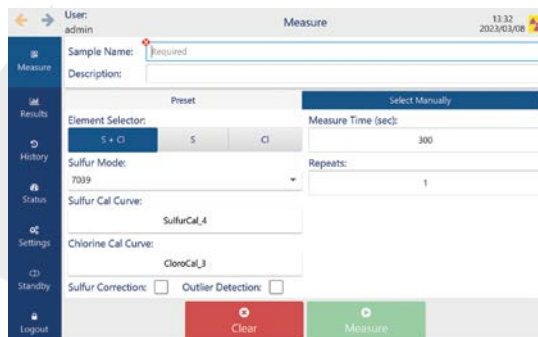 User:
admin
Measure
13:32
2023/03/08
Measure
Results
History
Status
Settings
Standby
Logout
Sample Name:
Required
Description:
Preset
Select Manually
Element Selector:
S + Cl
S
Cl
Measure Time (sec):
300
Sulfur Mode:
7039
Repeats:
1
Sulfur Cal Curve:
SulfurCal_4
Chlorine Cal Curve:
CloroCal_3
Sulfur Correction:
Outlier Detection:
Clear
Measure